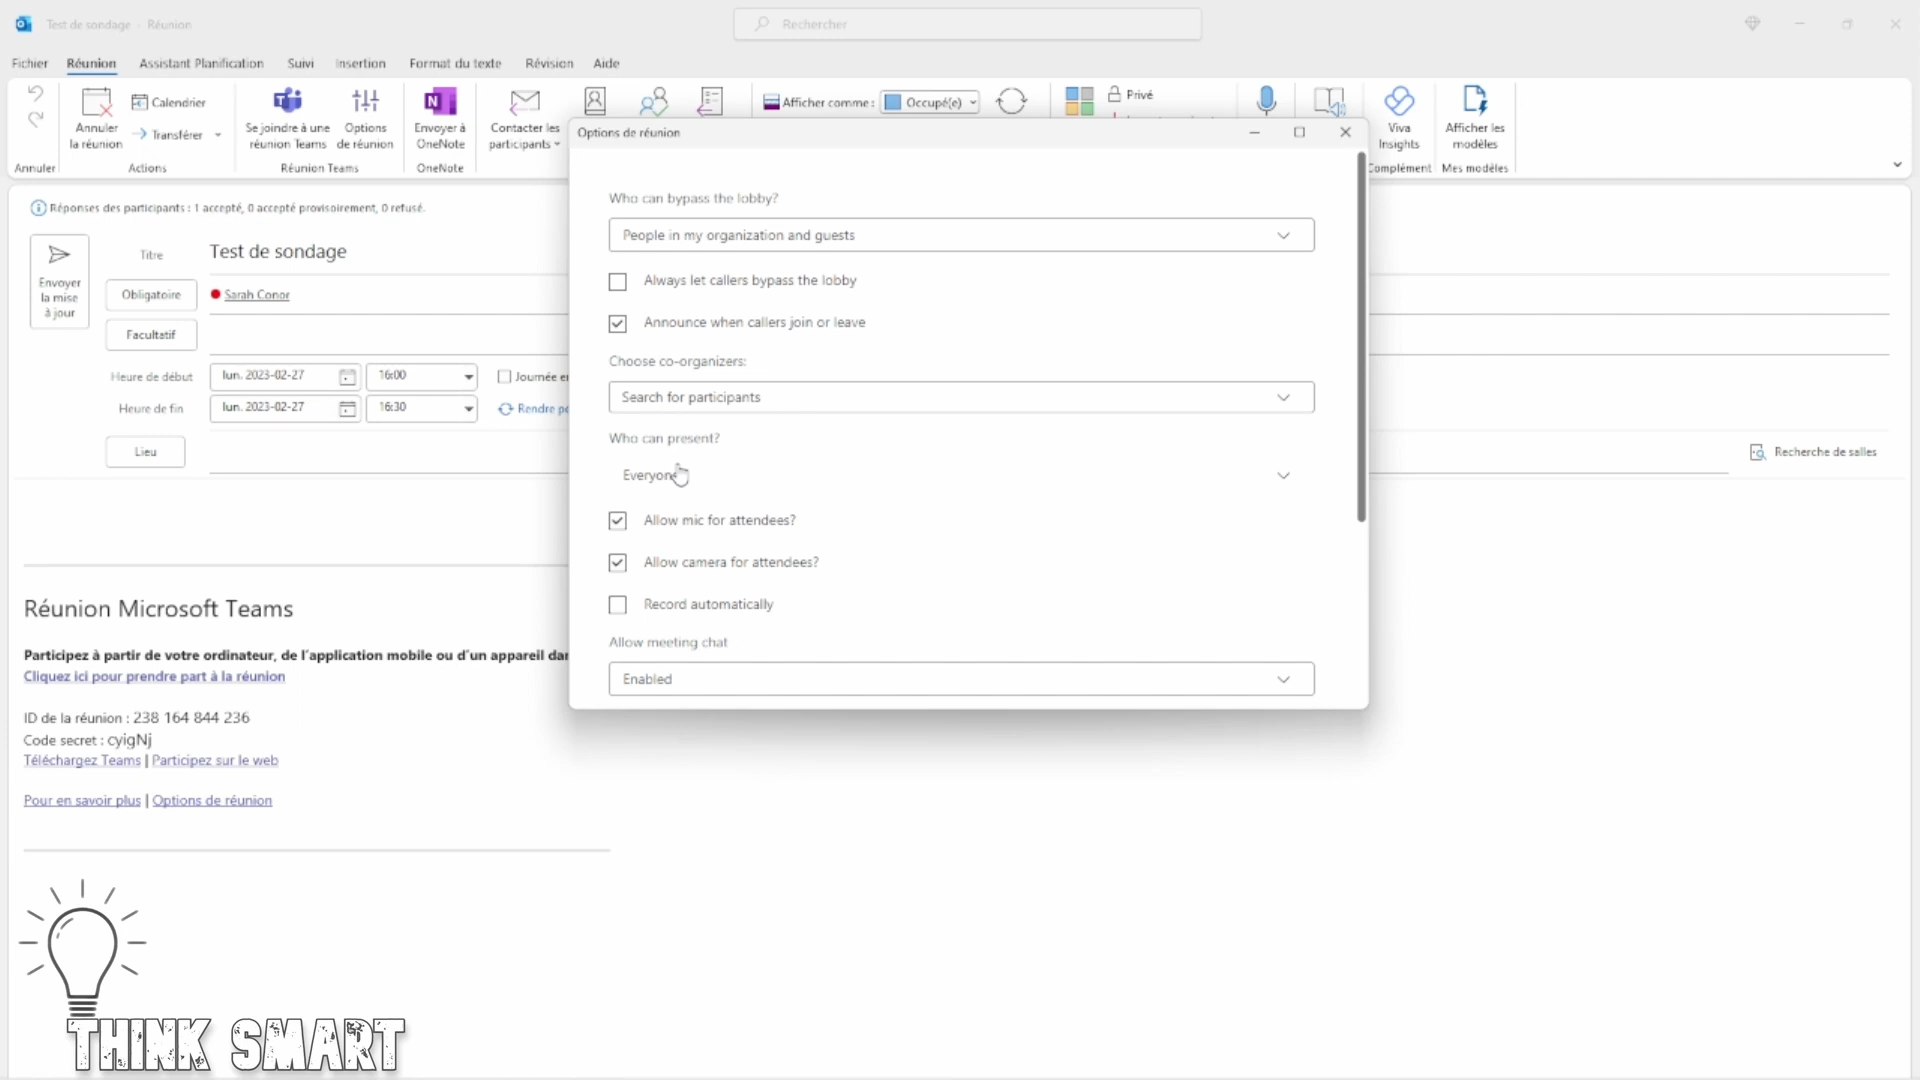 Test de sondage - Réunion
Rechercher
Fichier
Réunion
Assistant Planification
Suivi
Insertion
Format du texte
Révision
Aide
Annuler
la réunion
Calendrier
Transférer
Se joindre à une
réunion Teams
Options
de réunion
Envoyer à
OneNote
Contacter les
participants
Afficher comme :
Occupé(e)
Privé
Viva
Insights
Afficher les
modèles
Annuler
Actions
Réunion Teams
OneNote
Complément
Mes modèles
Options de réunion
Réponses des participants : 1 accepté, 0 accepté provisoirement, 0 refusé.
Envoyer
la mise
à jour
Titre
Test de sondage
Obligatoire
Sarah Conor
Facultatif
Heure de début
lun. 2023-02-27
16:00
Journée
Heure de fin
lun. 2023-02-27
16:30
Rendre
Lieu
Recherche de salles
Who can bypass the lobby?
People in my organization and guests
Always let callers bypass the lobby
Announce when callers join or leave
Choose co-organizers:
Search for participants
Who can present?
Everyon
Allow mic for attendees?
Allow camera for attendees?
Record automatically
Allow meeting chat
Enabled
Réunion Microsoft Teams
Participez à partir de votre ordinateur, de l'application mobile ou d'un appareil
Cliquez ici pour prendre part à la réunion
ID de la réunion : 238 164 844 236
Code secret : cyigNj
Téléchargez Teams | Participez sur le web
Pour en savoir plus | Options de réunion
THINK SMART